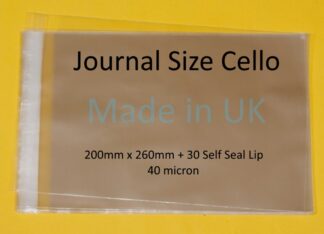 Journal Size Cello
Made in UK
200mm x 260mm + 30 Self Seal Lip
40 micron